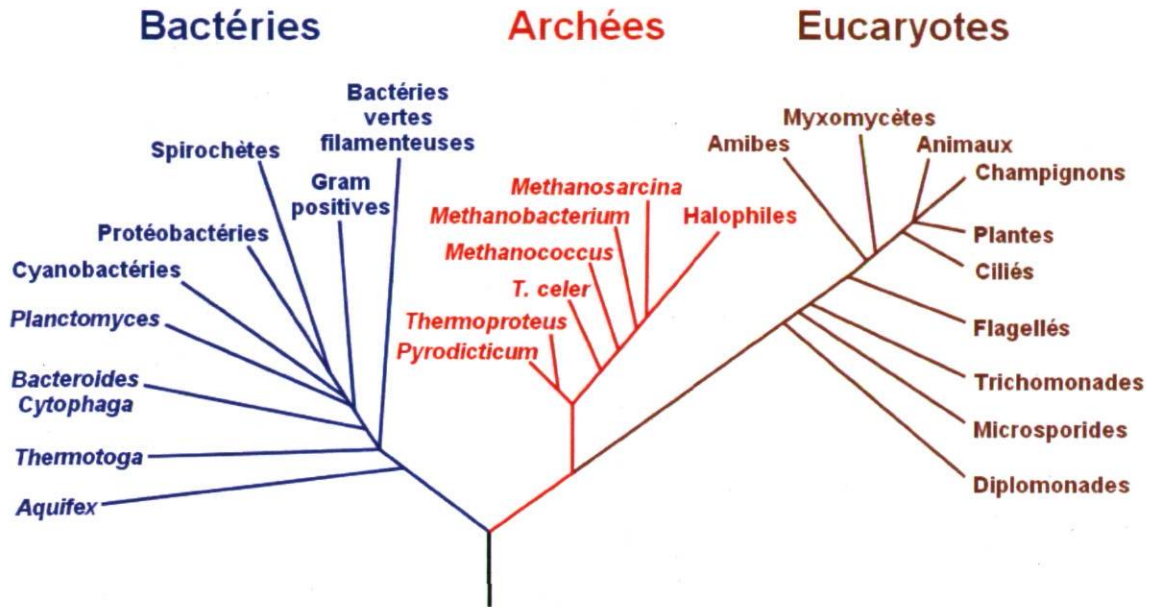 Bactéries
Archées
Eucaryotes
Bactéries
vertes
filamenteuses
Spirochètes
Gram
positives
Protéobactéries
Cyanobactéries
Planctomyces
Bacteroides
Cytophaga
Thermotoga
Aquifex
Methanosarcina
Methanobacterium
Halophiles
Methanococcus
T. celer
Thermoproteus
Pyrodicticum
Myxomycètes
Amibes
Animaux
Champignons
Plantes
Ciliés
Flagellés
Trichomonades
Microsporides
Diplomonades